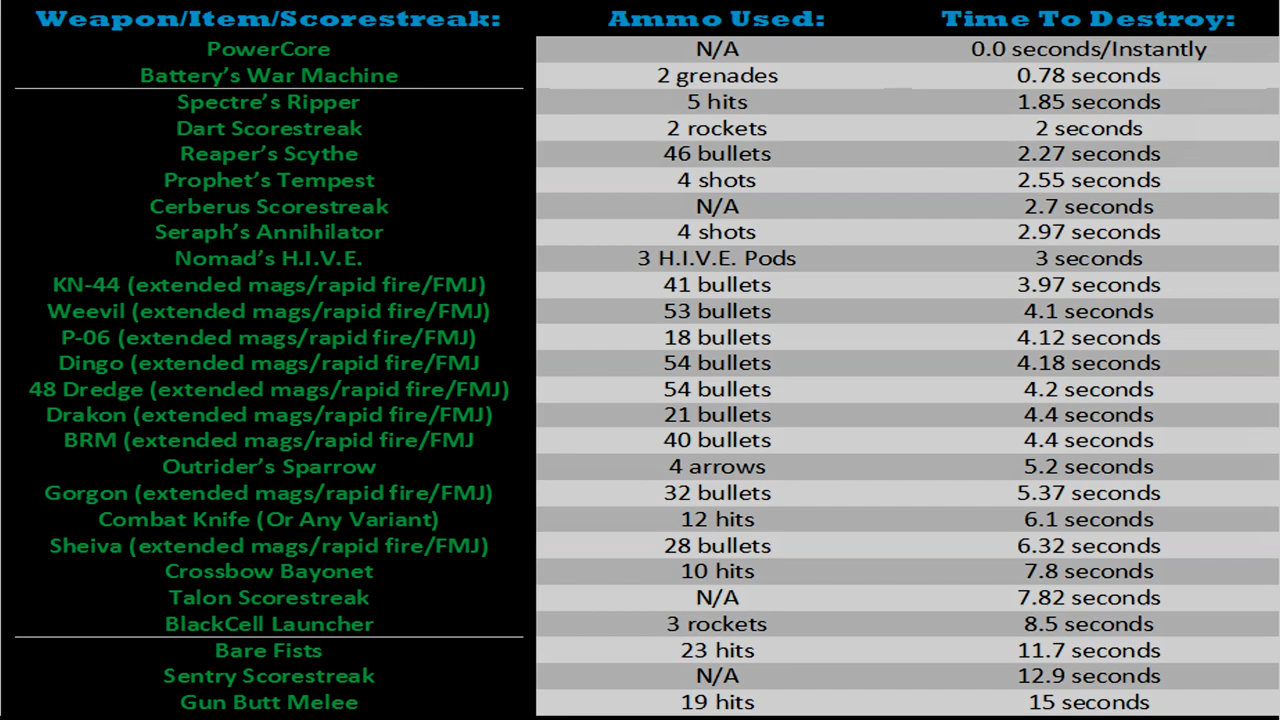 Weapon/Item/Scorestreak: Ammo Used: Time To Destroy:
PowerCore N/A 0.0 seconds/Instantly
Battery's War Machine 2 grenades 0.78 seconds
Spectre's Ripper 5 hits 1.85 seconds
Dart Scorestreak 2 rockets 2 seconds
Reaper's Scythe 46 bullets 2.27 seconds
Prophet's Tempest 4 shots 2.55 seconds
Cerberus Scorestreak N/A 2.7 seconds
Seraph's Annihilator 4 shots 2.97 seconds
Nomad's H.I.V.E. 3 H.I.V.E. Pods 3 seconds
KN-44 (extended mags/rapid fire/FMJ) 41 bullets 3.97 seconds
Weevil (extended mags/rapid fire/FMJ) 53 bullets 4.1 seconds
P-06 (extended mags/rapid fire/FMJ) 18 bullets 4.12 seconds
Dingo (extended mags/rapid fire/FMJ 54 bullets 4.18 seconds
48 Dredge (extended mags/rapid fire/FMJ) 54 bullets 4.2 seconds
Drakon (extended mags/rapid fire/FMJ) 21 bullets 4.4 seconds
BRM (extended mags/rapid fire/FMJ 40 bullets 4.4 seconds
Outrider's Sparrow 4 arrows 5.2 seconds
Gorgon (extended mags/rapid fire/FMJ) 32 bullets 5.37 seconds
Combat Knife (Or Any Variant) 12 hits 6.1 seconds
Sheiva (extended mags/rapid fire/FMJ) 28 bullets 6.32 seconds
Crossbow Bayonet 10 hits 7.8 seconds
Talon Scorestreak N/A 7.82 seconds
BlackCell Launcher 3 rockets 8.5 seconds
Bare Fists 23 hits 11.7 seconds
Sentry Scorestreak N/A 12.9 seconds
Gun Butt Melee 19 hits 15 seconds